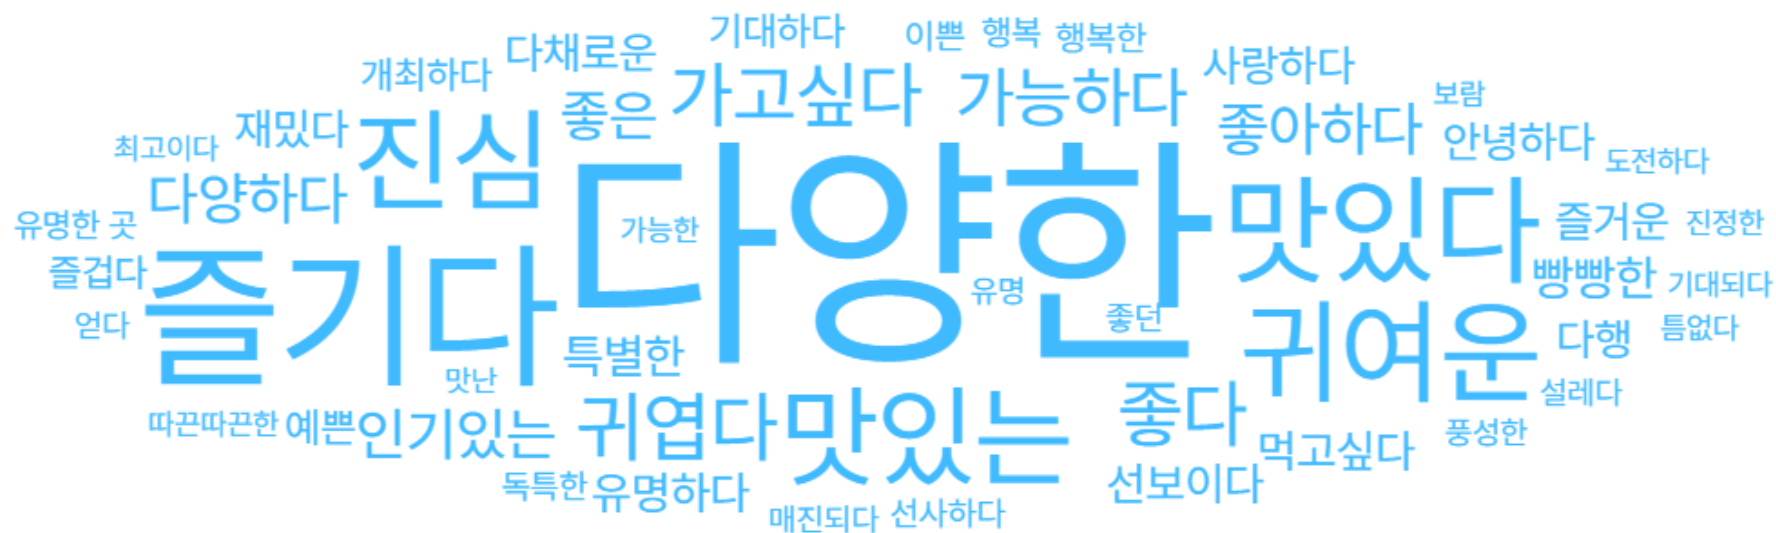 기대하다
이쁜
행복
행복한
다채로운
사랑하다
개최하다
가고싶다
가능하다
보람
좋은
재밌다
진심
좋아하다
안녕하다
최고이다
도전하다
다양하다
다양한
맛있다
유명한 곳
가능한
즐거운
진정한
즐겁다
즐기다
유명
빵빵한
기대되다
얻다
좋던
귀여운
다행
틈없다
특별한
맛난
설레다
따끈따끈한
예쁜
인기있는
귀엽다
맛있는
좋다
풍성한
먹고싶다
독특한
유명하다
선보이다
매진되다
선사하다